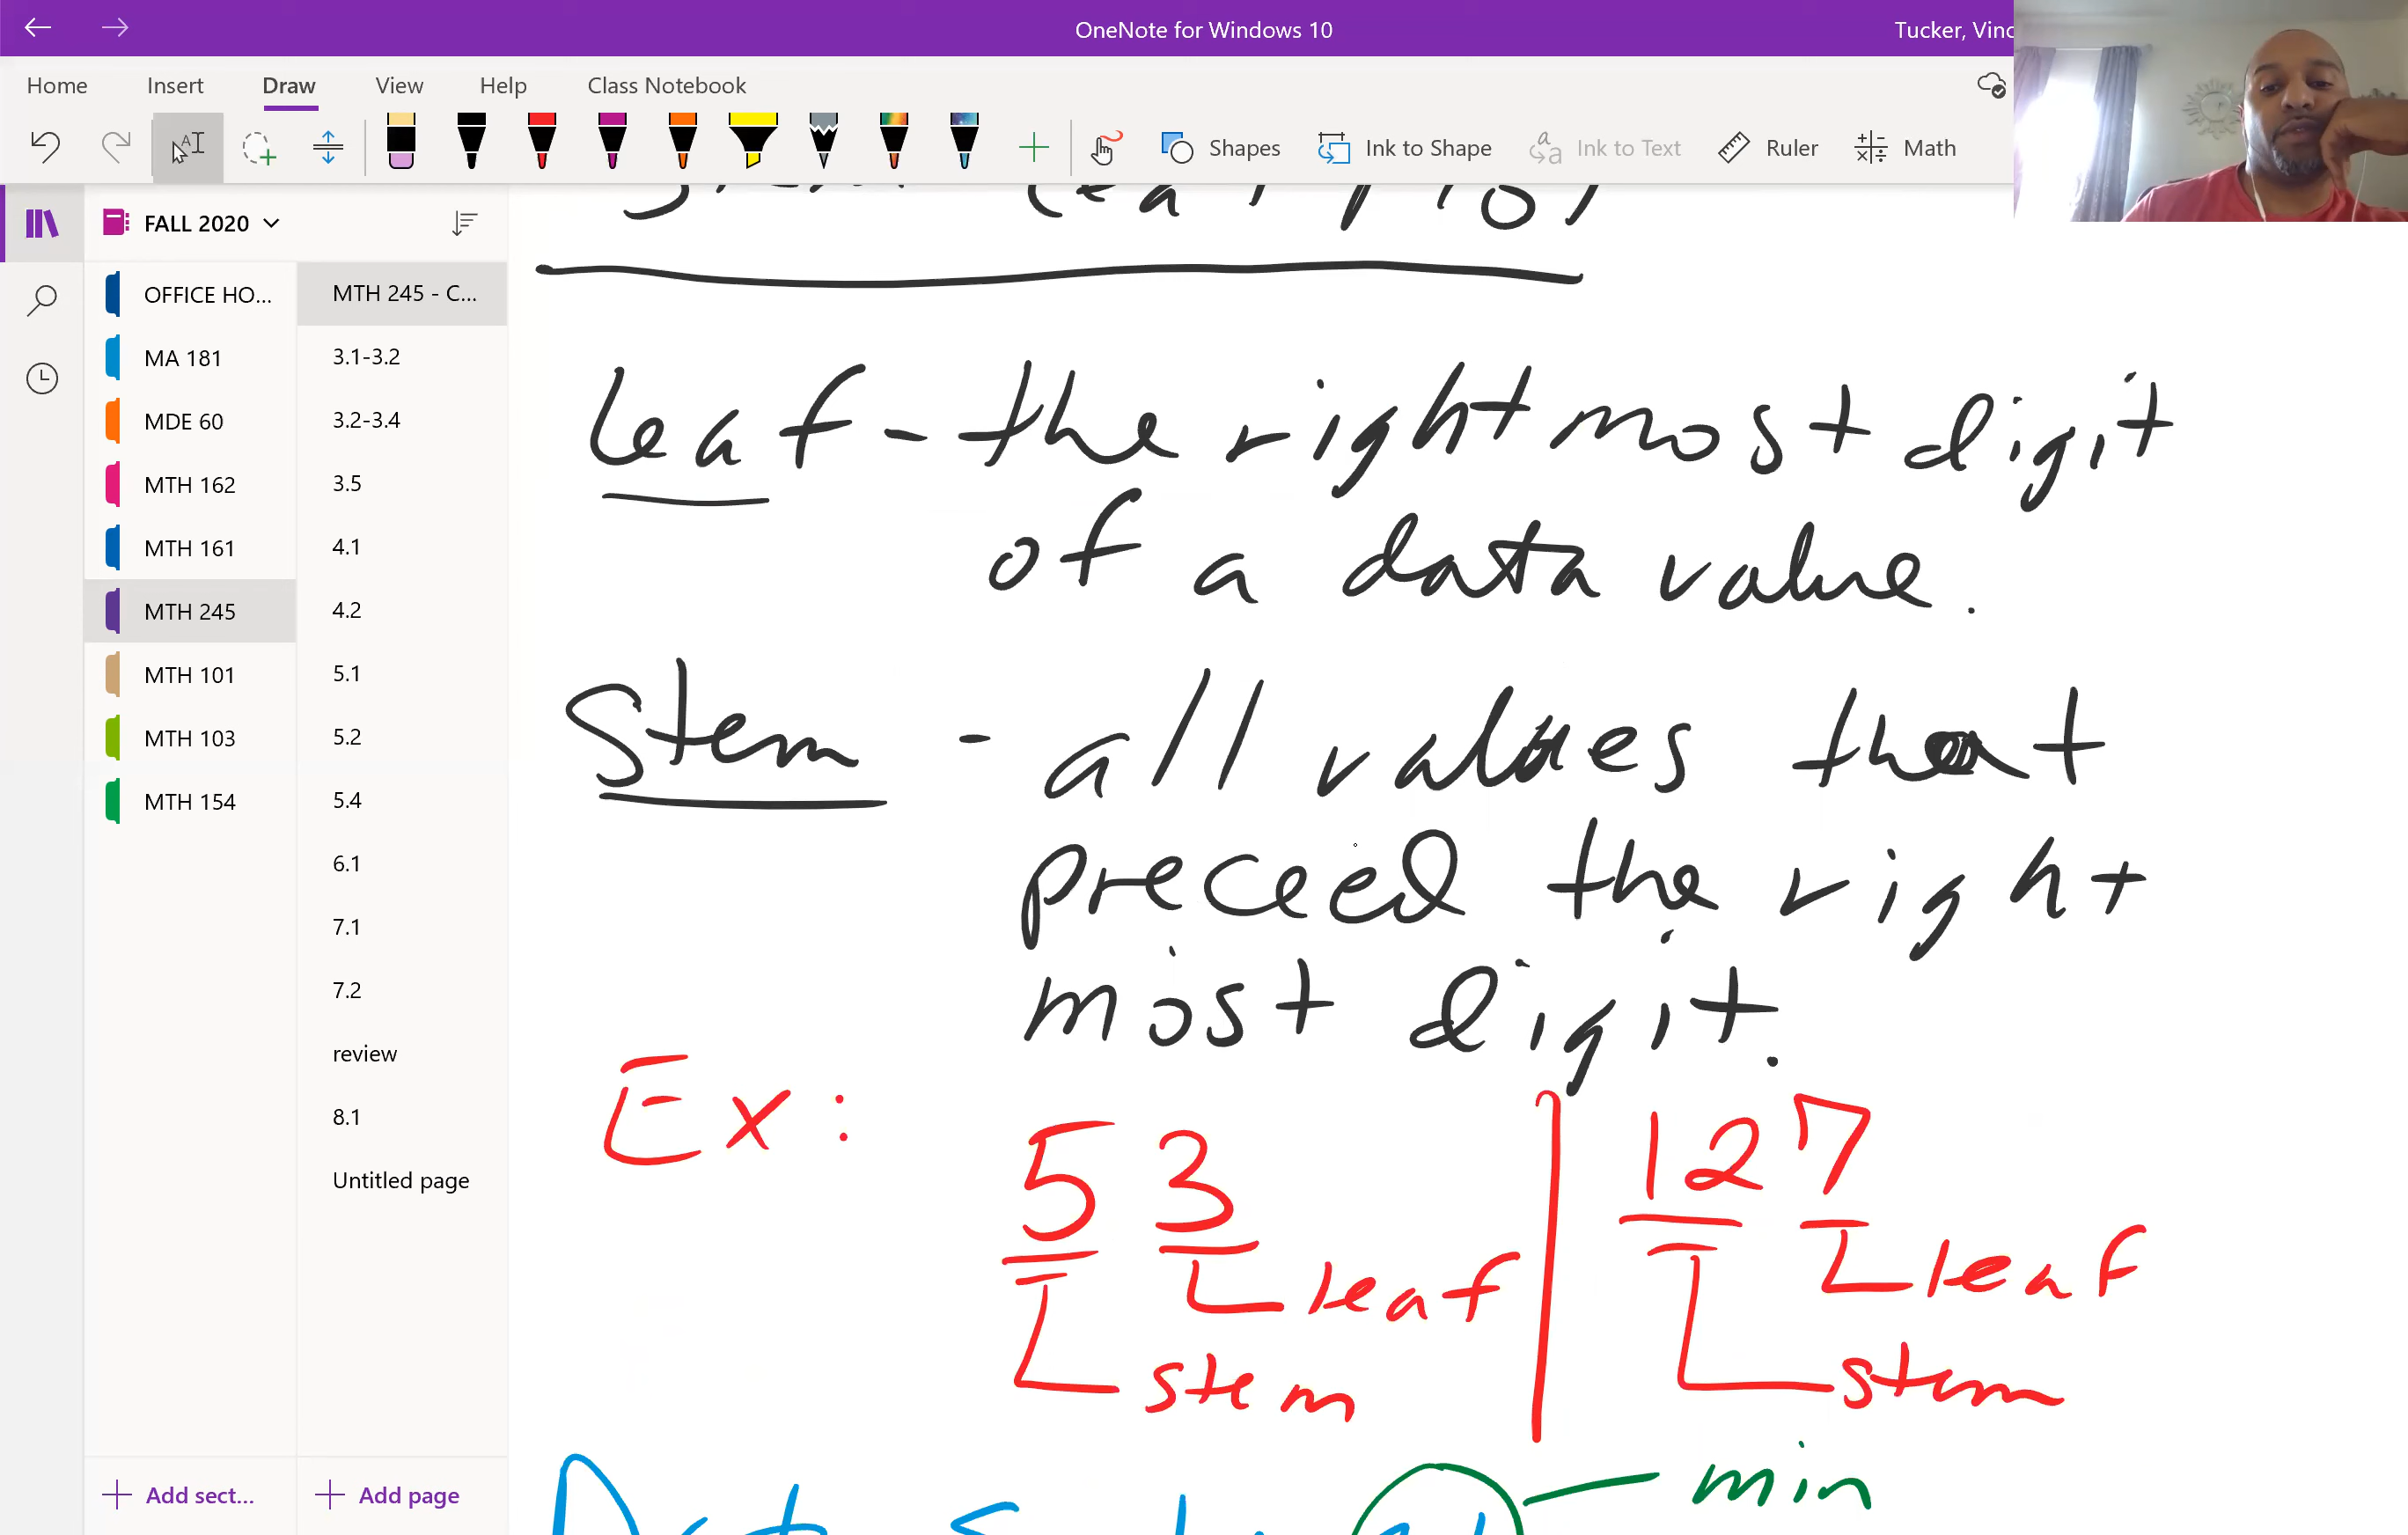 OneNote for Windows 10
Tucker, Vinc
Home Insert Draw View Help Class Notebook
Shapes Ink to Shape Ink to Text Ruler Math
FALL 2020
OFFICE HO...
MA 181
MDE 60
MTH 162
MTH 161
MTH 245
MTH 101
MTH 103
MTH 154
Add sect...
MTH 245 - C...
3.1-3.2
3.2-3.4
3.5
4.1
4.2
5.1
5.2
5.4
6.1
7.1
7.2
review
8.1
Untitled page
Add page
leaf - the right most digit
of a data value.
Stem - all values that
preceed the right
most digit.
Ex:
53
leaf
stem
127
leaf
stem
min